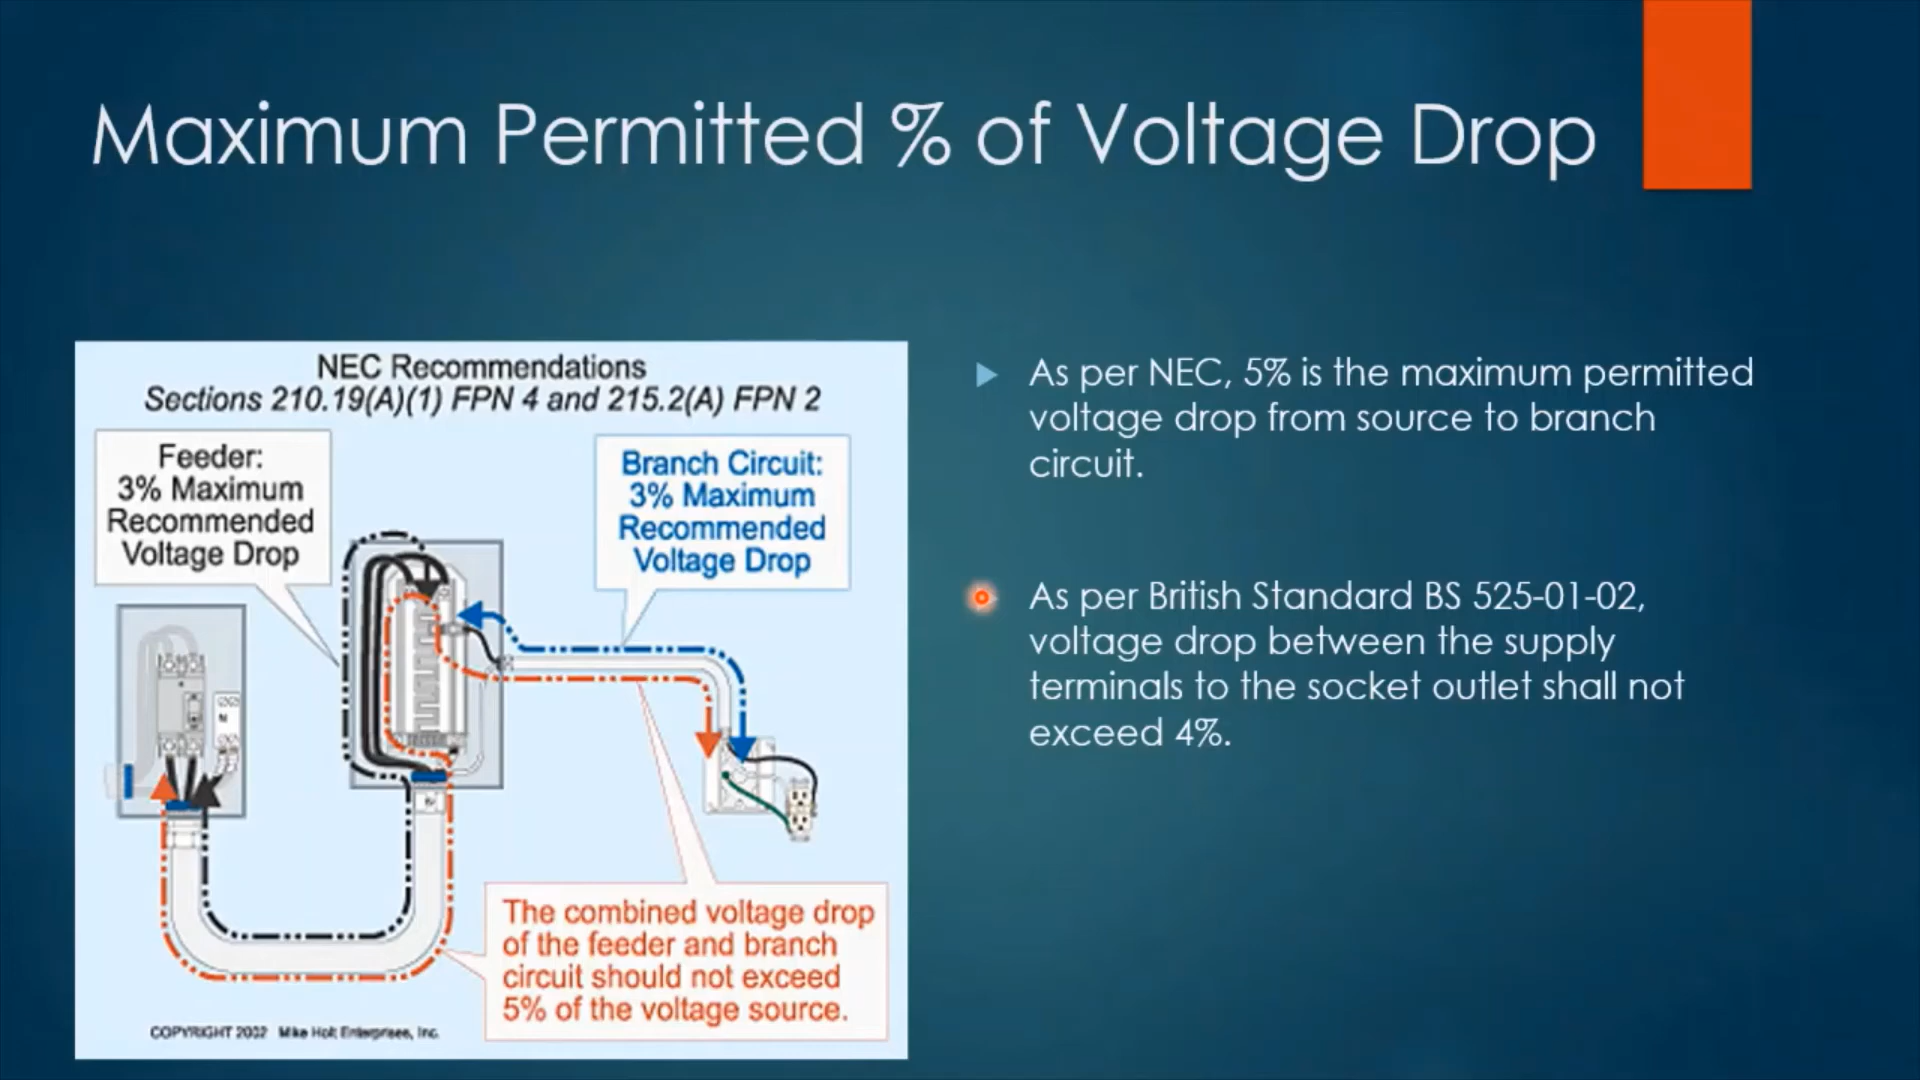 Maximum Permitted % of Voltage Drop
NEC Recommendations
Sections 210.19(A)(1) FPN 4 and 215.2(A) FPN 2
Feeder:
3% Maximum
Recommended
Voltage Drop
Branch Circuit:
3% Maximum
Recommended
Voltage Drop
N
The combined voltage drop
of the feeder and branch
circuit should not exceed
5% of the voltage source.
COPYRIGHT 2002 Mike Holt Enterprises, Inc.
As per NEC, 5% is the maximum permitted
voltage drop from source to branch
circuit.
As per British Standard BS 525-01-02,
voltage drop between the supply
terminals to the socket outlet shall not
exceed 4%.